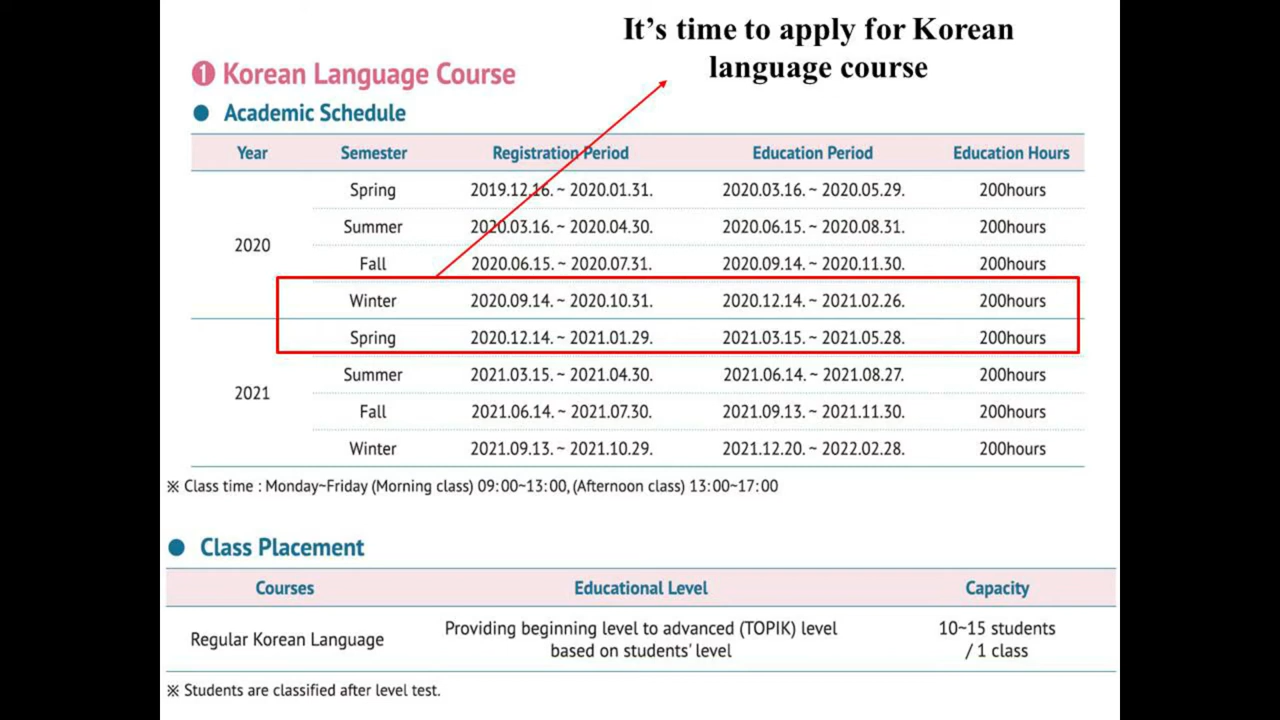 It's time to apply for Korean
language course
❶ Korean Language Course
● Academic Schedule
Year Semester Registration Period Education Period Education Hours
2020
Spring 2019.12.16. ~ 2020.01.31. 2020.03.16. ~ 2020.05.29. 200hours
Summer 2020.03.16. ~ 2020.04.30. 2020.06.15. ~ 2020.08.31. 200hours
Fall 2020.06.15. ~ 2020.07.31. 2020.09.14. ~ 2020.11.30. 200hours
Winter 2020.09.14. ~ 2020.10.31. 2020.12.14. ~ 2021.02.26. 200hours
2021
Spring 2020.12.14. ~ 2021.01.29. 2021.03.15. ~ 2021.05.28. 200hours
Summer 2021.03.15. ~ 2021.04.30. 2021.06.14. ~ 2021.08.27. 200hours
Fall 2021.06.14. ~ 2021.07.30. 2021.09.13. ~ 2021.11.30. 200hours
Winter 2021.09.13. ~ 2021.10.29. 2021.12.20. ~ 2022.02.28. 200hours
※ Class time : Monday~Friday (Morning class) 09:00~13:00, (Afternoon class) 13:00~17:00
● Class Placement
Courses Educational Level Capacity
Regular Korean Language
Providing beginning level to advanced (TOPIK) level
based on students' level
10~15 students
/ 1 class
※ Students are classified after level test.